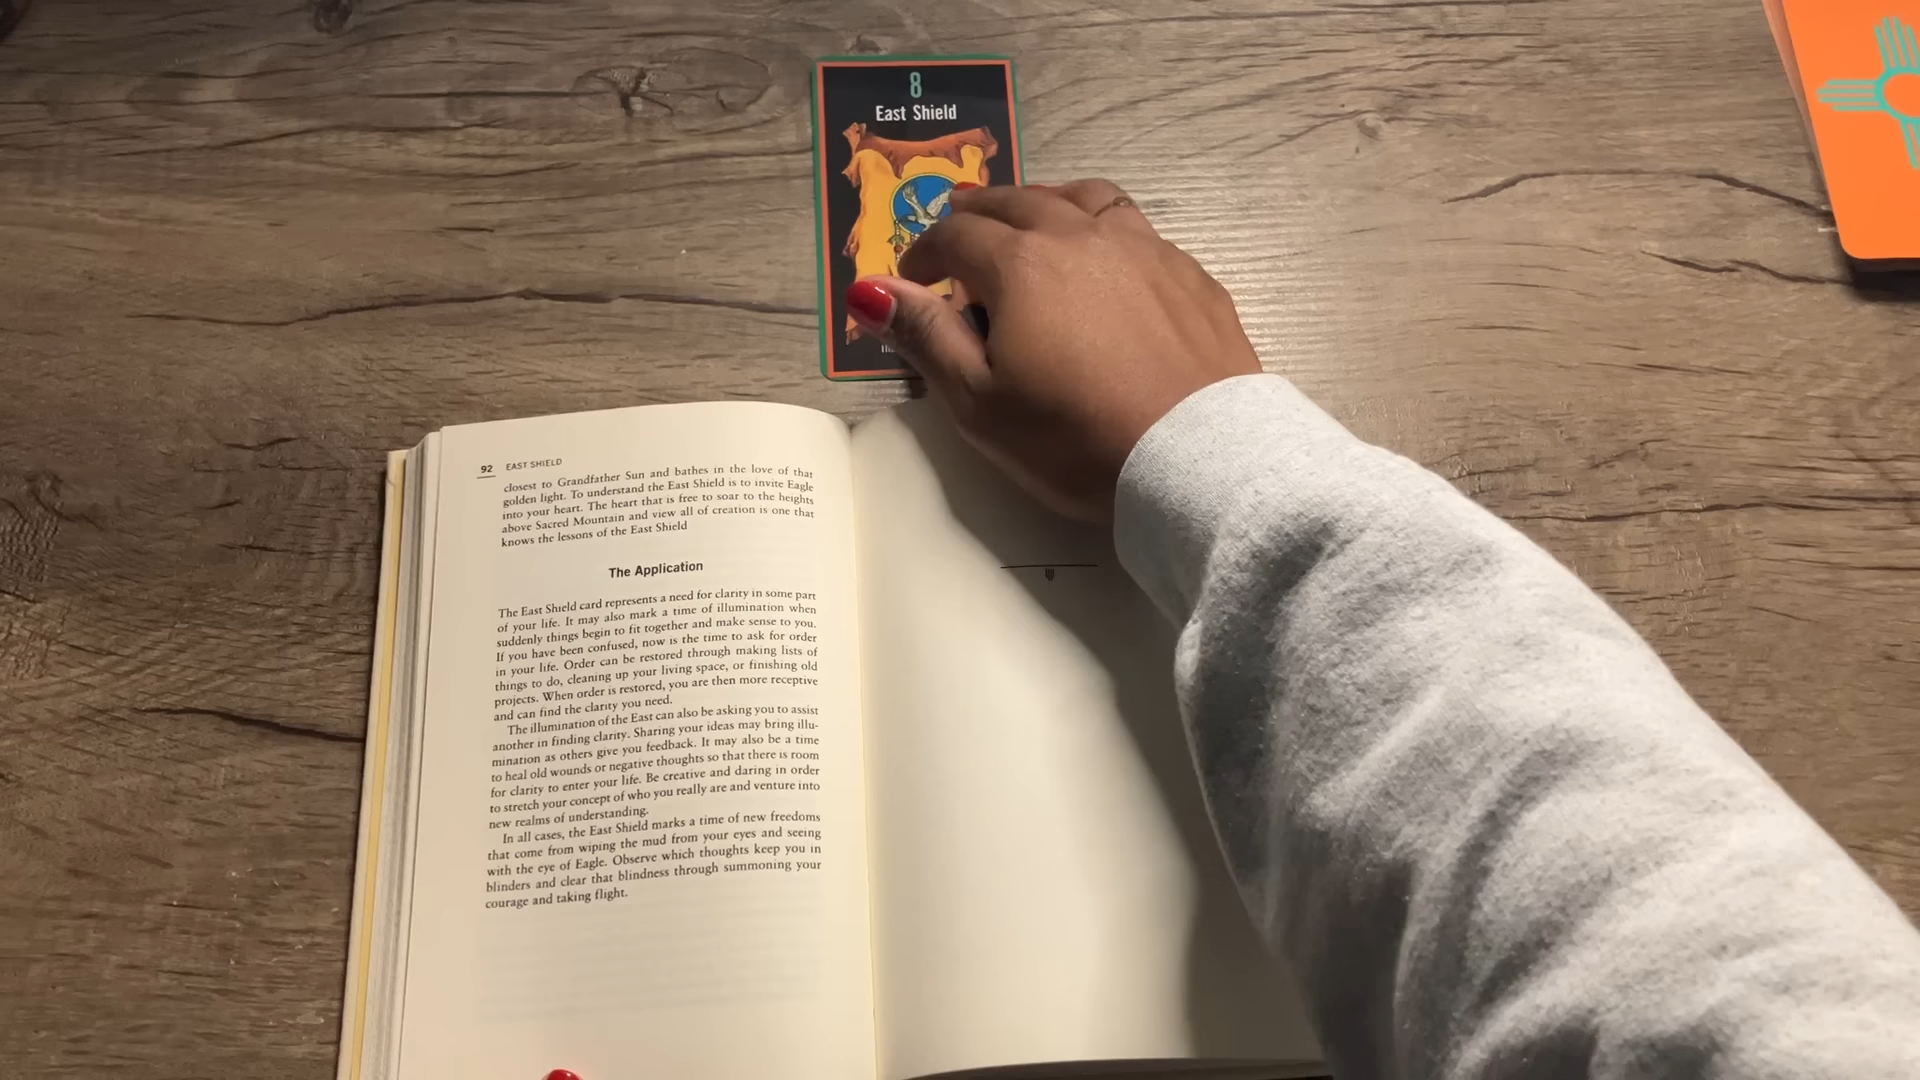 8
East Shield
92 EAST SHIELD
closest to Grandfather Sun and bathes in the love of that
golden light. To understand the East Shield is to invite Eagle
into your heart. The heart that is free to soar to the heights
above Sacred Mountain and view all of creation is one that
knows the lessons of the East Shield
The Application
The East Shield card represents a need for clarity in some part
of your life. It may also mark a time of illumination when
suddenly things begin to fit together and make sense to you.
If you have been confused, now is the time to ask for order
in your life. Order can be restored through making lists of
things to do, cleaning up your living space, or finishing old
projects. When order is restored, you are then more receptive
and can find the clarity you need.
The illumination of the East can also be asking you to assist
another in finding clarity. Sharing your ideas may bring illu-
mination as others give you feedback. It may also be a time
to heal old wounds or negative thoughts so that there is room
for clarity to enter your life. Be creative and daring in order
to stretch your concept of who you really are and venture into
new realms of understanding.
In all cases, the East Shield marks a time of new freedoms
that come from wiping the mud from your eyes and seeing
with the eye of Eagle. Observe which thoughts keep you in
blinders and clear that blindness through summoning your
courage and taking flight.